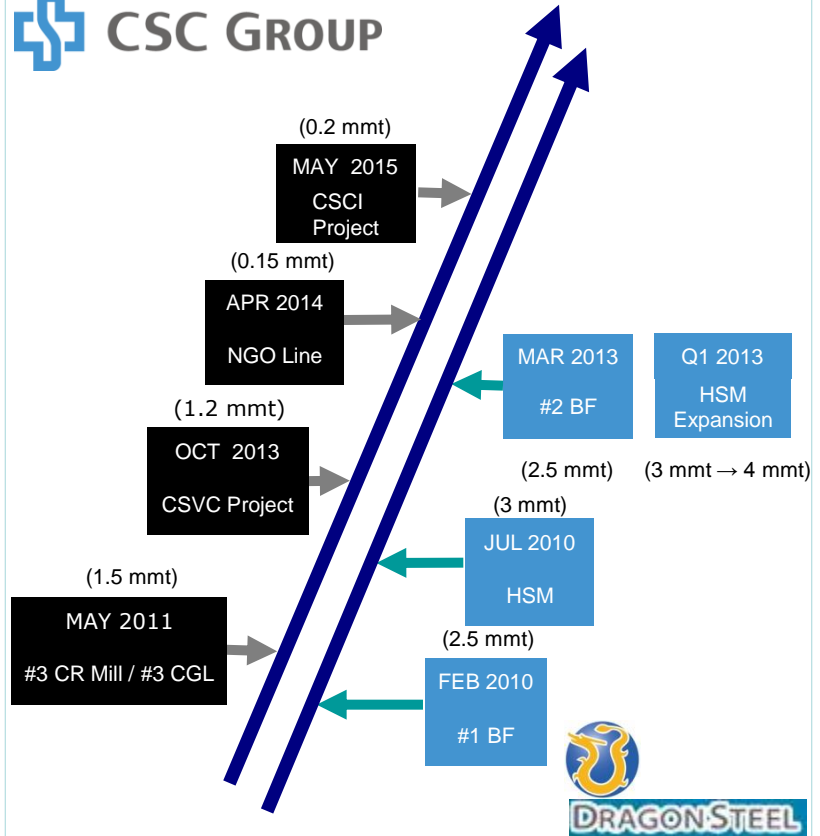 CSC GROUP
(0.2 mmt)
MAY 2015
CSCI
Project
(0.15 mmt)
APR 2014
NGO Line
(1.2 mmt)
OCT 2013
CSVC Project
(1.5 mmt)
MAY 2011
#3 CR Mill / #3 CGL
MAR 2013
#2 BF
(2.5 mmt)
Q1 2013
HSM
Expansion
(3 mmt → 4 mmt)
(3 mmt)
JUL 2010
HSM
(2.5 mmt)
FEB 2010
#1 BF
DRAGON STEEL